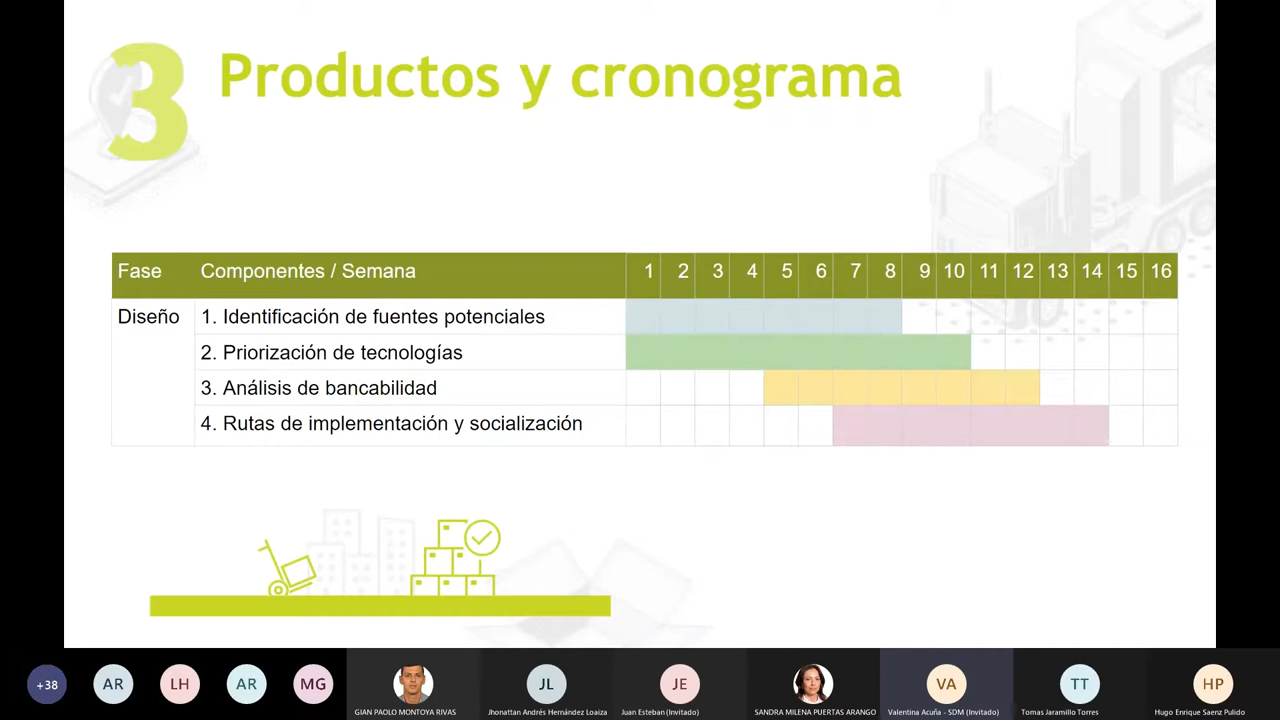 3 Productos y cronograma
Fase Componentes / Semana 1 2 3 4 5 6 7 8 9 10 11 12 13 14 15 16
Diseño 1. Identificación de fuentes potenciales
2. Priorización de tecnologías
3. Análisis de bancabilidad
4. Rutas de implementación y socialización
+38 AR LH AR MG JL JE VA TT HP
GIAN PAOLO MONTOYA RIVAS Jhonattan Andrés Hernández Loaiza Juan Esteban (Invitado) SANDRA MILENA PUERTAS ARANGO Valentina Acuña - SDM (Invitado) Tomas Jaramillo Torres Hugo Enrique Saenz Pulido